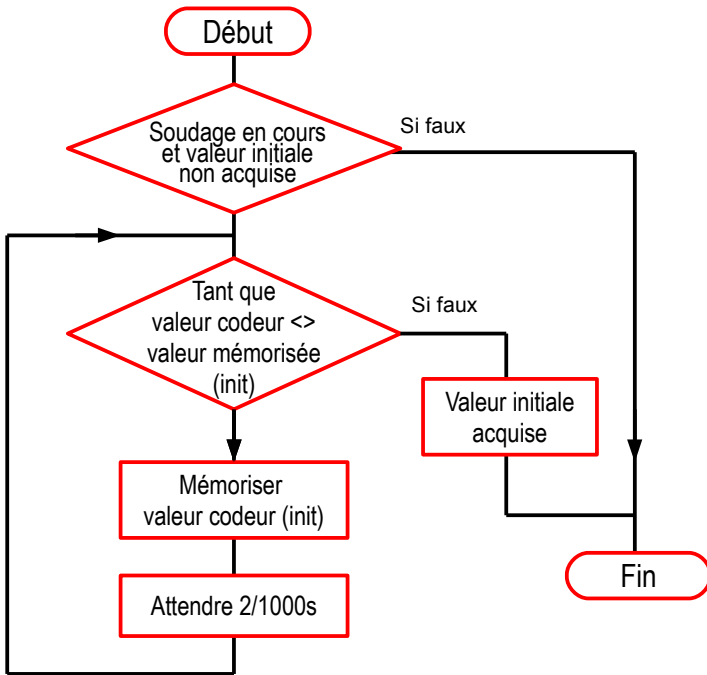 Début
Soudage en cours
et valeur initiale
non acquise
Si faux
Tant que
valeur codeur <>
valeur mémorisée
(init)
Si faux
Valeur initiale
acquise
Mémoriser
valeur codeur (init)
Attendre 2/1000s
Fin